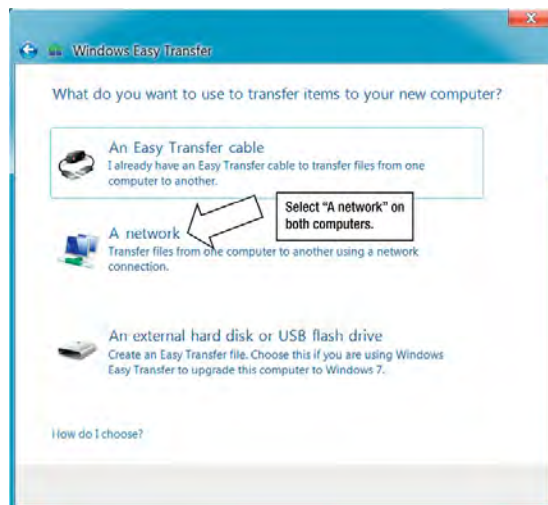 Windows Easy Transfer
What do you want to use to transfer items to your new computer?
An Easy Transfer cable
I already have an Easy Transfer cable to transfer files from one
computer to another.
Select “A network” on
both computers.
A network
Transfer files from one computer to another using a network
connection.
An external hard disk or USB flash drive
Create an Easy Transfer file. Choose this if you are using Windows
Easy Transfer to upgrade this computer to Windows 7.
How do I choose?